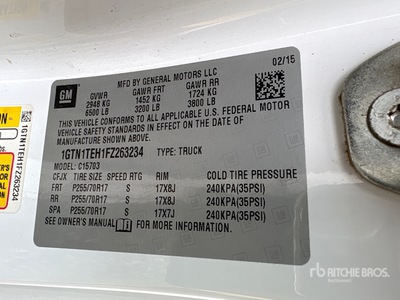 MFD BY GENERAL MOTORS LLC 02/15
GM
GVWR GAWR FRT GAWR RR
2948 KG 1452 KG 1724 KG
6500 LB 3200 LB 3800 LB
THIS VEHICLE CONFORMS TO ALL APPLICABLE U.S. FEDERAL MOTOR
VEHICLE SAFETY STANDARDS IN EFFECT ON THE DATE OF
MANUFACTURE SHOWN ABOVE.
1GTN1TEH1FZ263234 TYPE: TRUCK
MODEL: C15703
CFJX TIRE SIZE SPEED RTG RIM COLD TIRE PRESSURE
FRT P255/70R17 S 17X8J 240KPA(35PSI)
RR P255/70R17 S 17X8J 240KPA(35PSI)
SPA P255/70R17 S 17X7J 240KPA(35PSI)
SEE OWNER'S MANUAL FOR MORE INFORMATION.
1GTN1TEH1FZ263234
rb RITCHIE BROS.